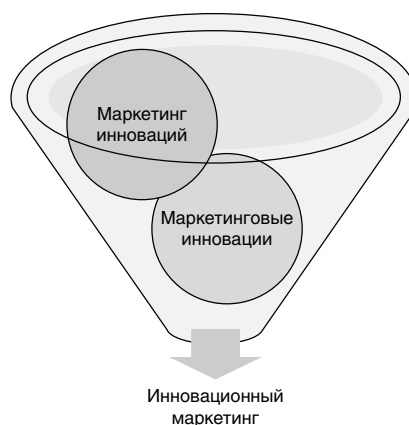 Маркетинг
инноваций
Маркетинговые
инновации
Инновационный
маркетинг